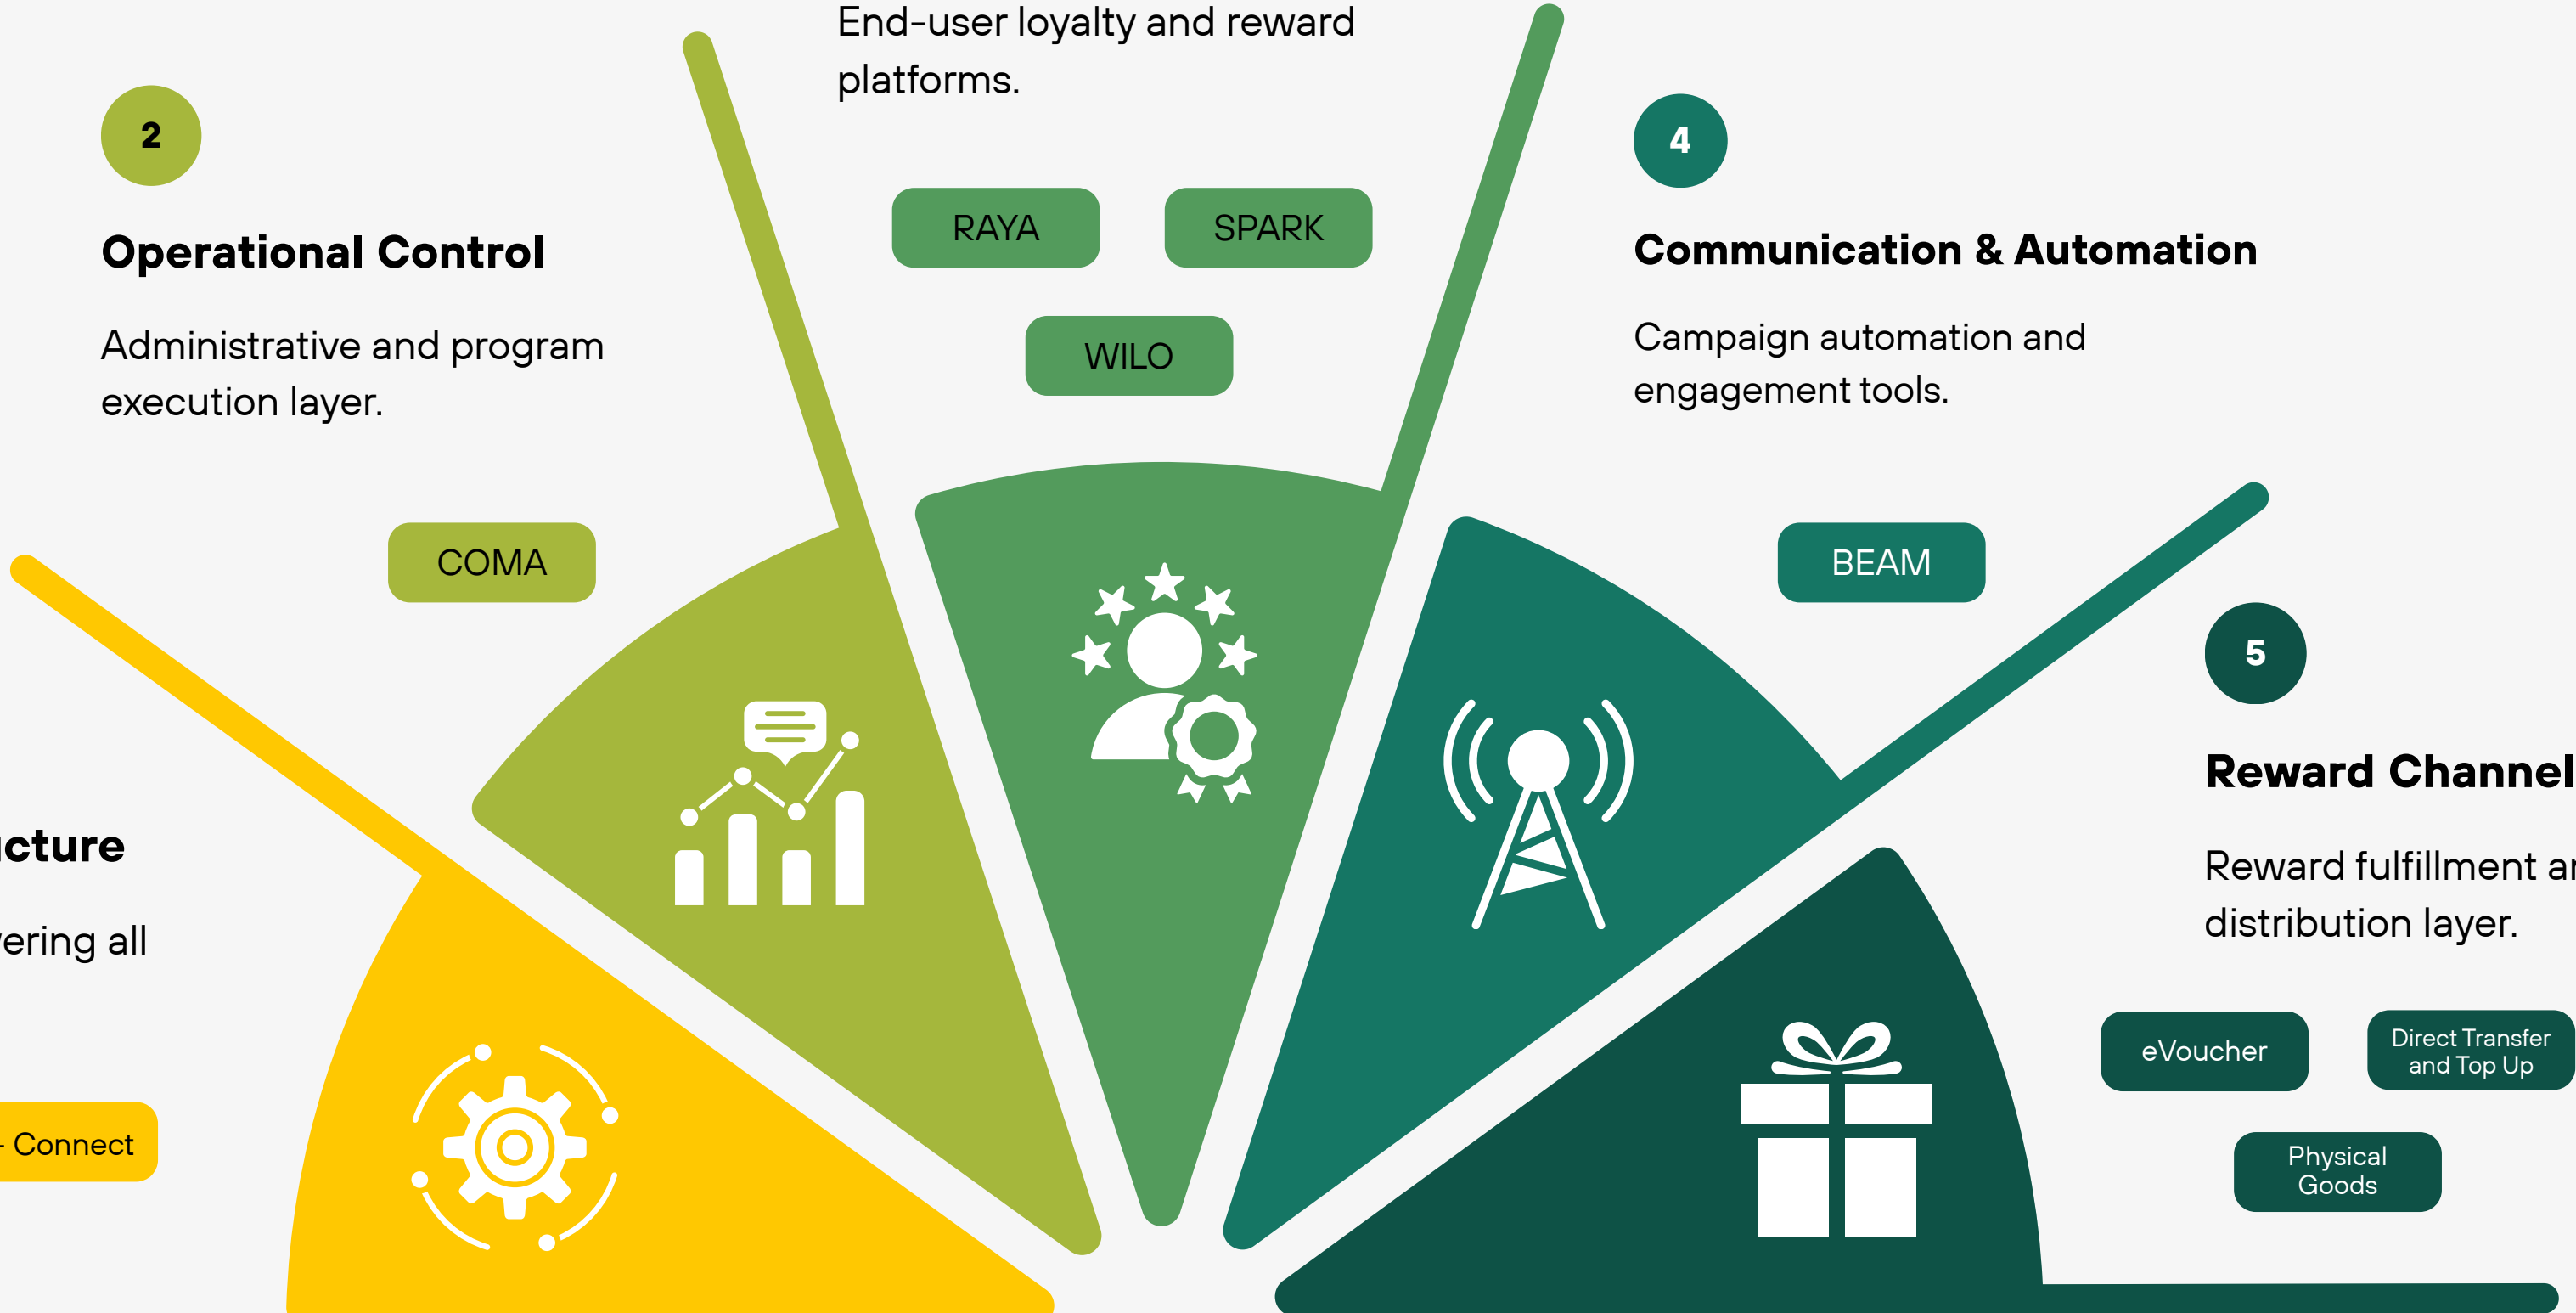 End-user loyalty and reward
platforms.
RAYA
SPARK
WILO
2
Operational Control
Administrative and program
execution layer.
COMA
4
Communication & Automation
Campaign automation and
engagement tools.
BEAM
5
Reward Channel
Reward fulfillment
distribution layer.
eVoucher
Direct Transfer
and Top Up
Physical
Goods
all
- Connect